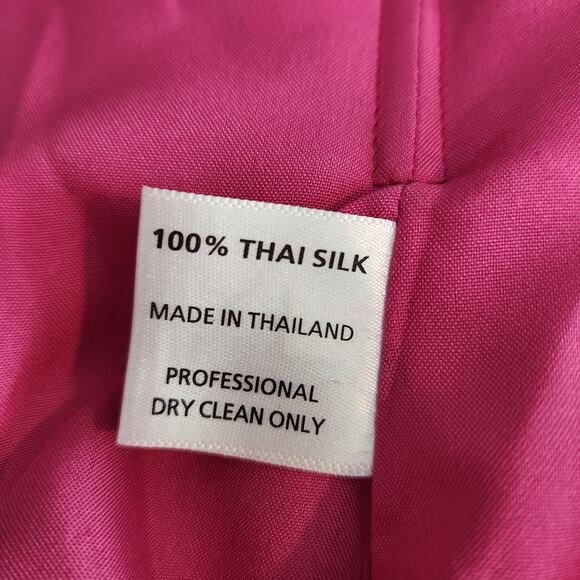 100% THAI SILK
MADE IN THAILAND
PROFESSIONAL
DRY CLEAN ONLY